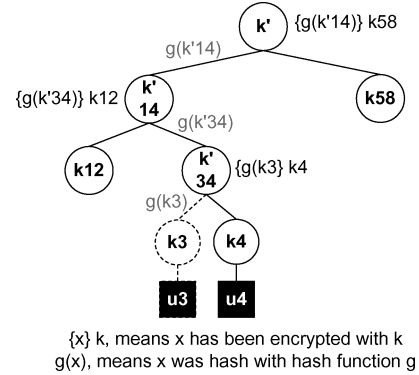 k'
{g(k'14)} k58
g(k'14)
{g(k'34)} k12
k'
14
k58
g(k'34)
k12
k'
34
{g(k3} k4
g(k3)
k3
k4
u3
u4
{x} k, means x has been encrypted with k
g(x), means x was hash with hash function g